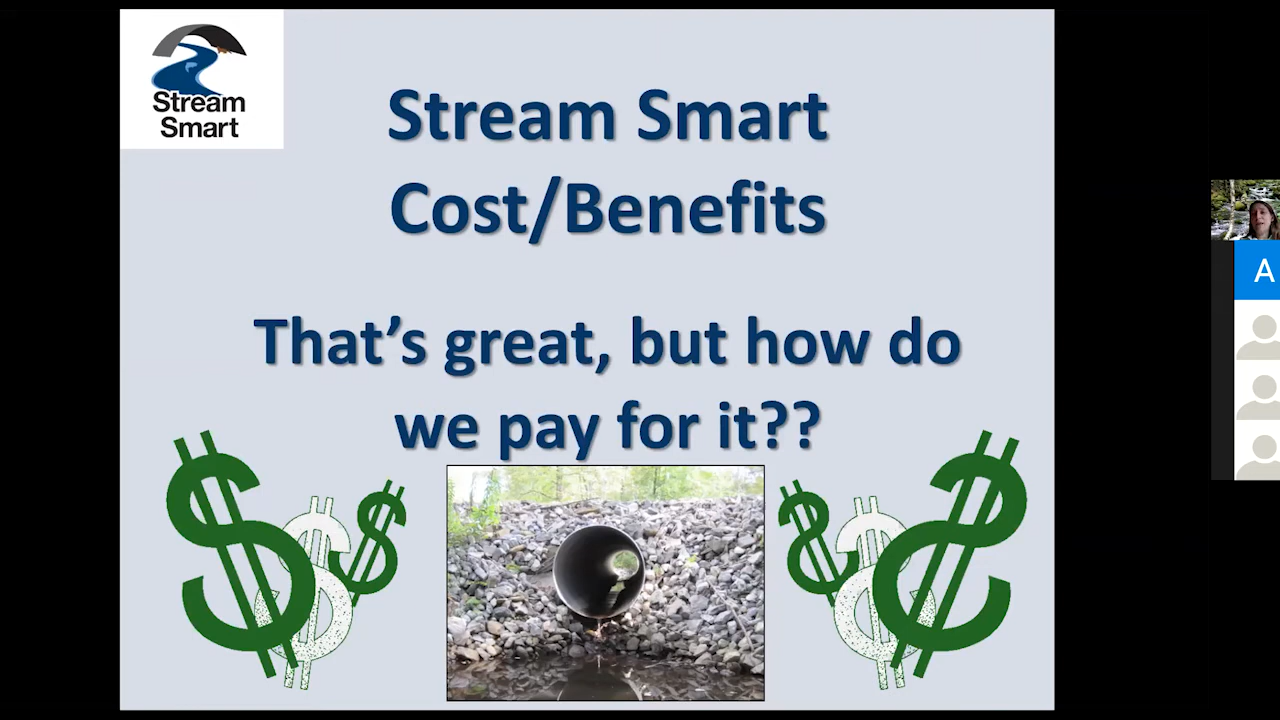 Stream
Smart
Stream Smart
Cost/Benefits
That's great, but how do
we pay for it??
A